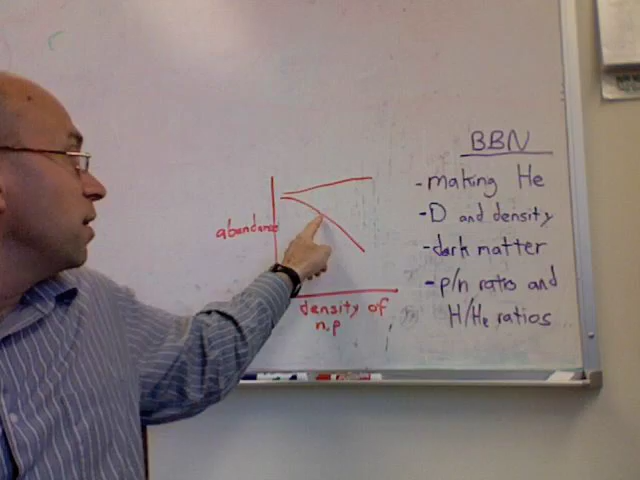 BBN
-making He
-D and density
-dark matter
-p/n ratio and
H/He ratios
abundance
density of
n,p